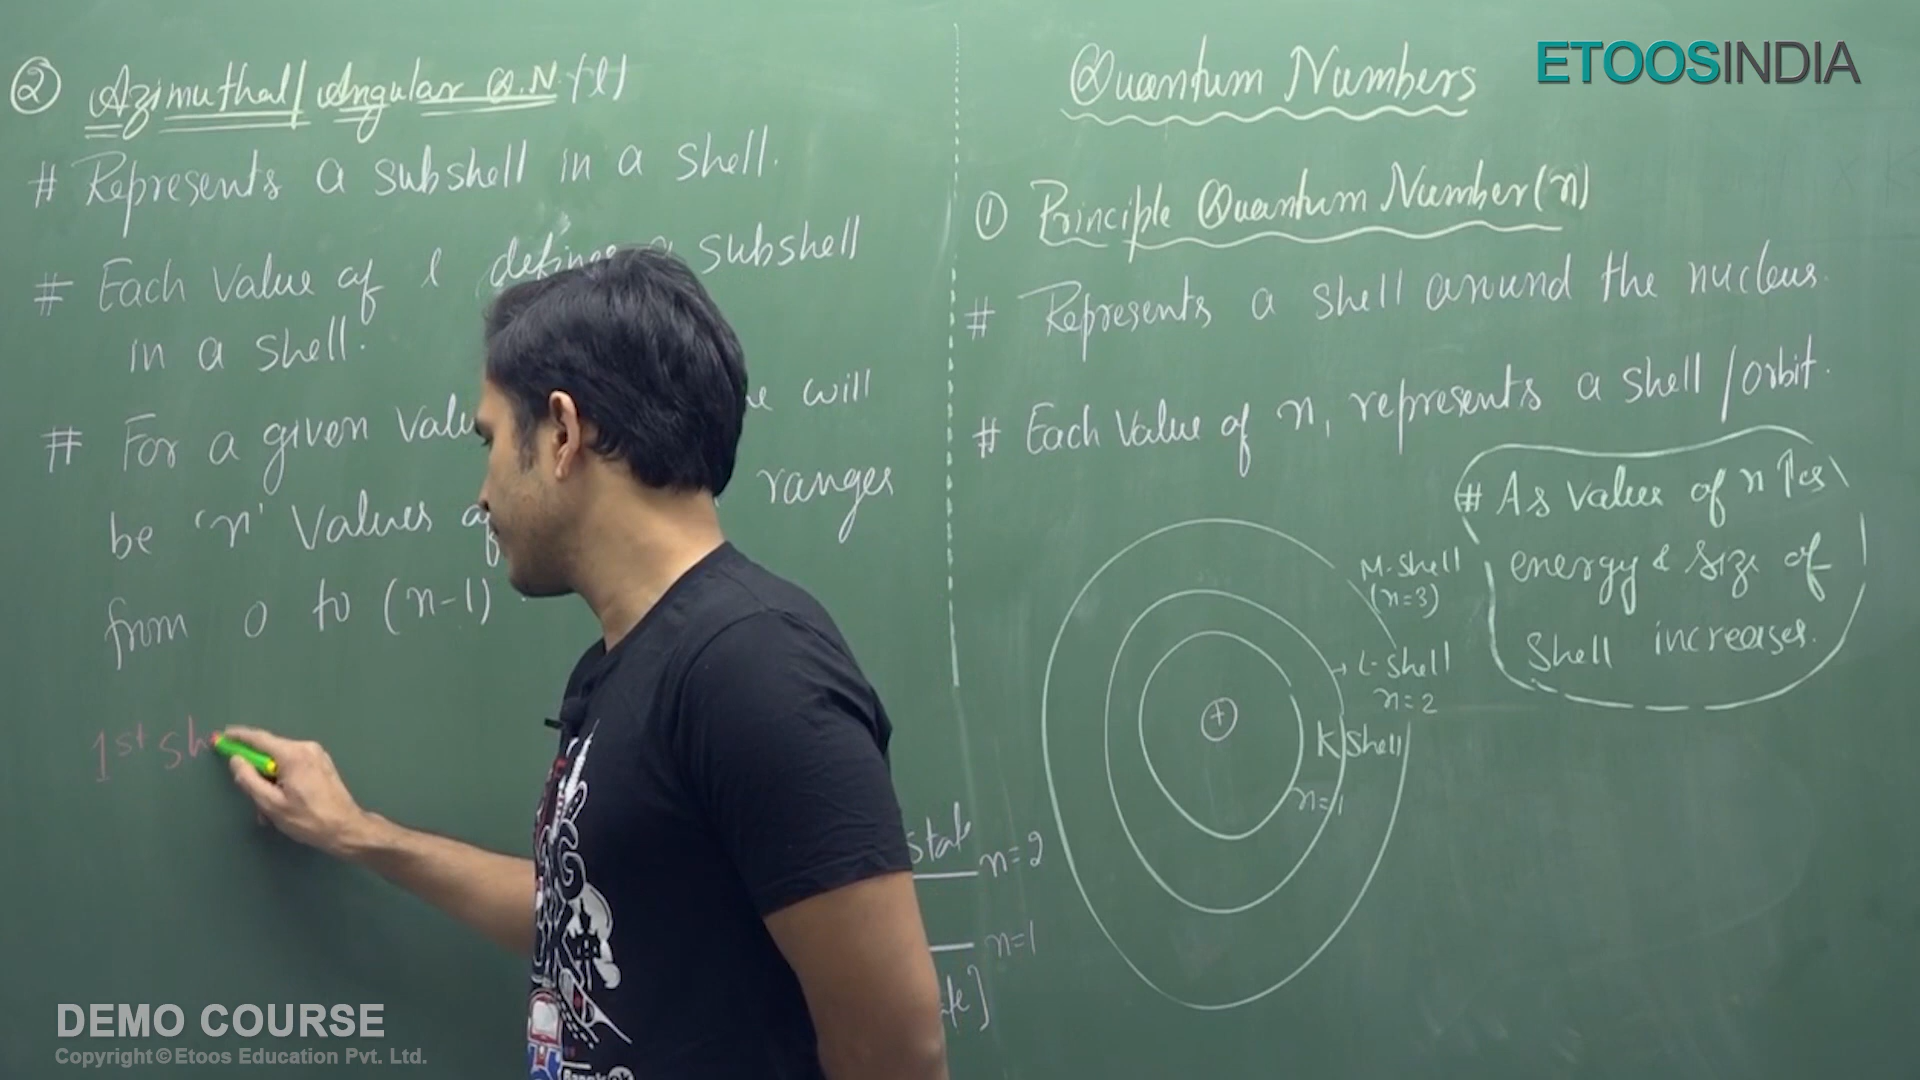 ② Azimuthal/Angular Q.N. (l)
# Represents a subshell in a shell.
# Each Value of l defines a subshell
in a shell.
# For a given valu will
be 'n' Values ranges
from 0 to (n-1)
1st sh
Quantum Numbers
① Principle Quantum Number(n)
# Represents a shell around the nucleus.
# Each Value of n, represents a shell/orbit.
# As value of n ↑es
energy & size of
shell increases.
M-shell
(n=3)
L-shell
n=2
K shell
n=1
+
State
n=2
n=1
ETOOSINDIA
DEMO COURSE
Copyright © Etoos Education Pvt. Ltd.